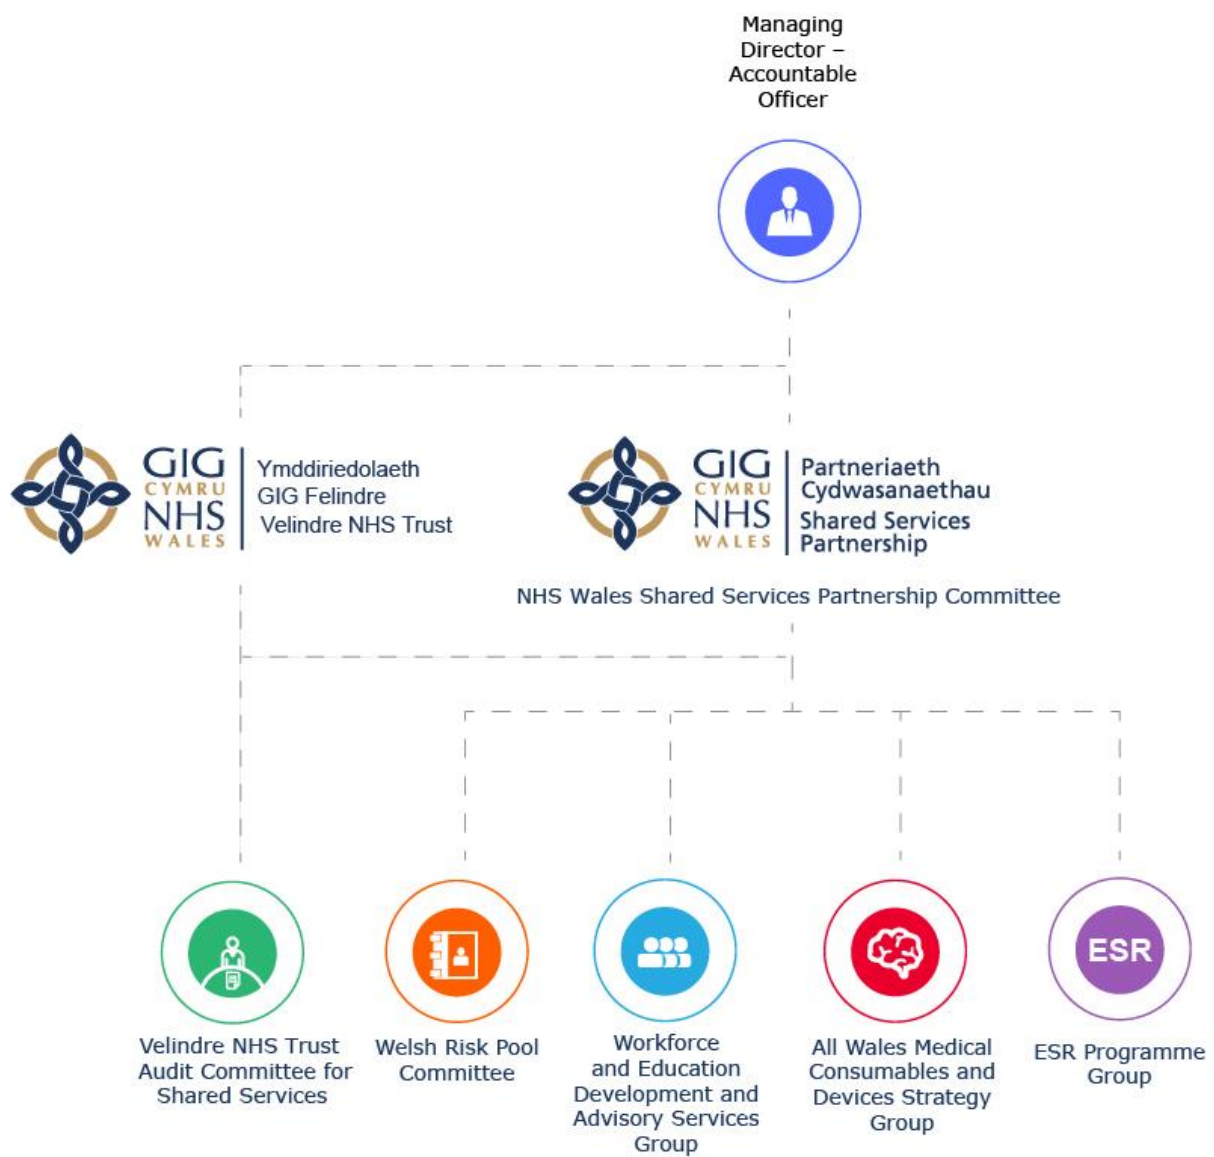 Managing
Director –
Accountable
Officer
GIG
CYMRU
NHS
WALES
Ymddiriedolaeth
GIG Felindre
Velindre NHS Trust
GIG
CYMRU
NHS
WALES
Partneriaeth
Cydwasanaethau
Shared Services
Partnership
NHS Wales Shared Services Partnership Committee
Velindre NHS Trust
Audit Committee for
Shared Services
Welsh Risk Pool
Committee
Workforce
and Education
Development and
Advisory Services
Group
All Wales Medical
Consumables and
Devices Strategy
Group
ESR
ESR Programme
Group